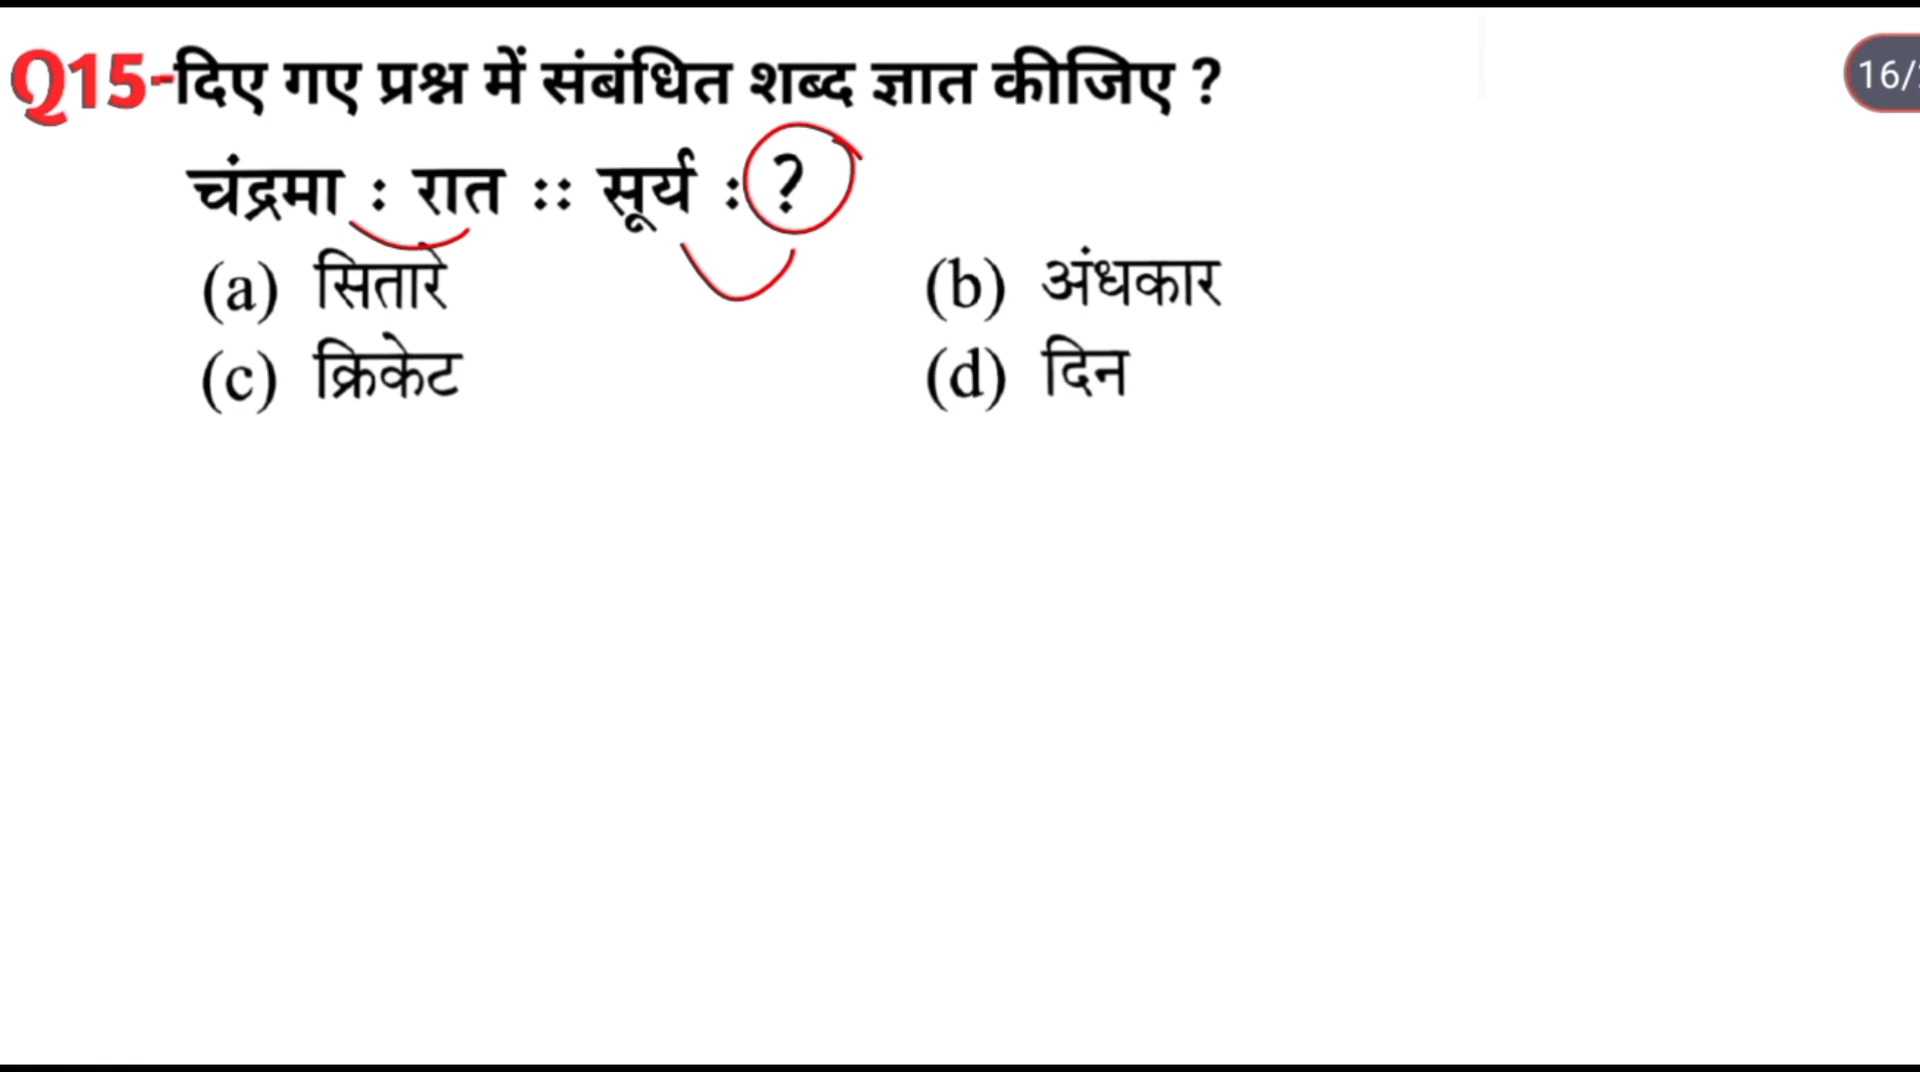 Q15-दिए गए प्रश्न में संबंधित शब्द ज्ञात कीजिए ?
16/
चंद्रमा : रात :: सूर्य : ?
(a) सितारे (b) अंधकार
(c) क्रिकेट (d) दिन